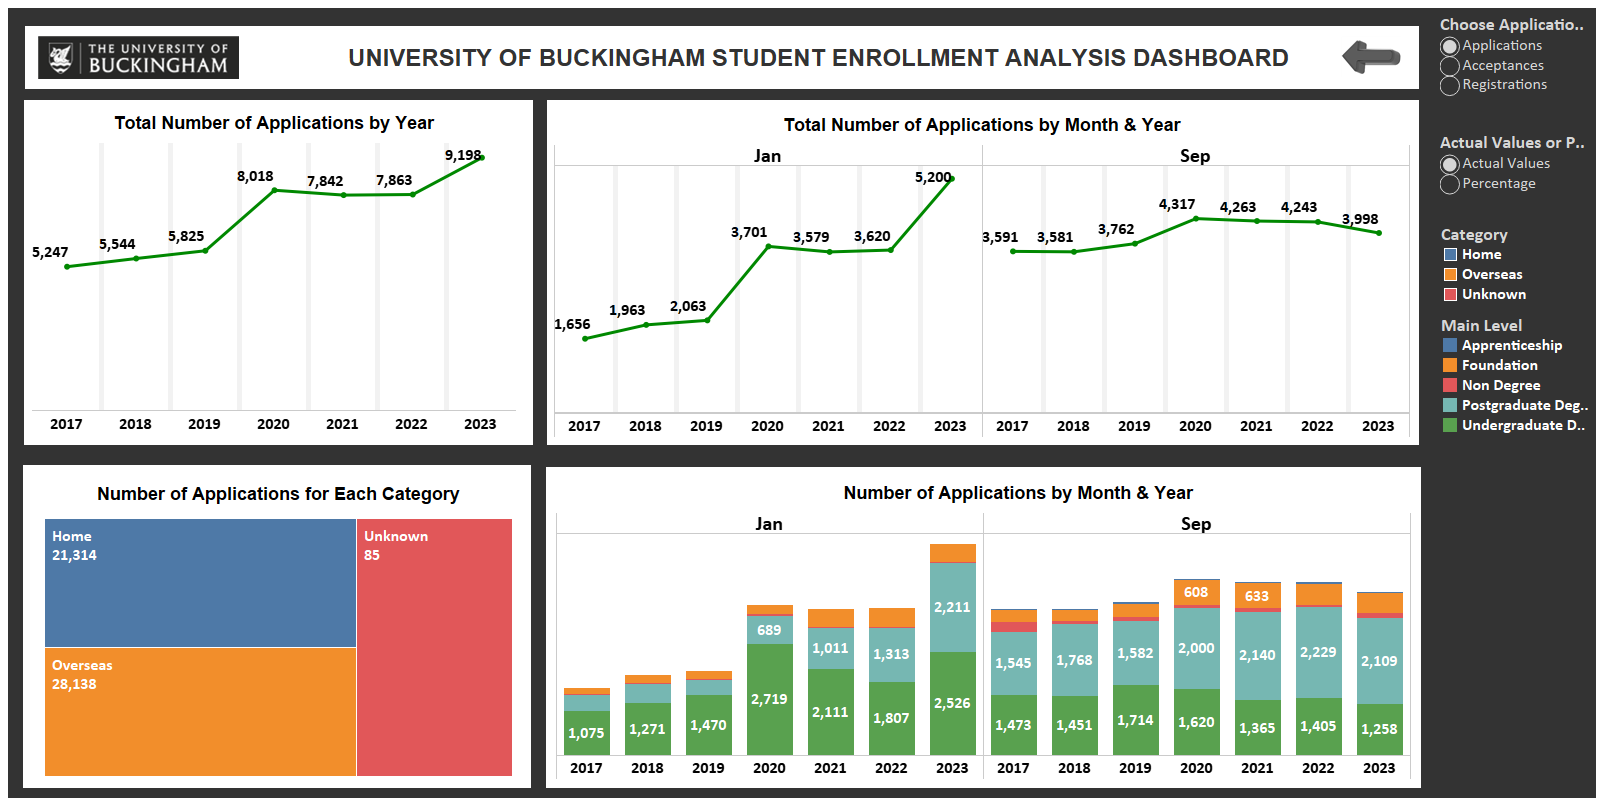 THE UNIVERSITY OF
BUCKINGHAM
UNIVERSITY OF BUCKINGHAM STUDENT ENROLLMENT ANALYSIS DASHBOARD
Choose Applicatio..
Applications
Acceptances
Registrations
Actual Values or P..
Actual Values
Percentage
Category
Home
Overseas
Unknown
Main Level
Apprenticeship
Foundation
Non Degree
Postgraduate Deg..
Undergraduate D..
Total Number of Applications by Year
5,247
5,544
5,825
8,018
7,842
7,863
9,198
2017 2018 2019 2020 2021 2022 2023
Total Number of Applications by Month & Year
Jan Sep
1,656
1,963
2,063
3,701
3,579
3,620
5,200
3,591
3,581
3,762
4,317
4,263
4,243
3,998
2017 2018 2019 2020 2021 2022 2023 2017 2018 2019 2020 2021 2022 2023
Number of Applications for Each Category
Home
21,314
Overseas
28,138
Unknown
85
Number of Applications by Month & Year
Jan Sep
1,075
1,271
1,470
689
2,719
1,011
2,111
1,313
1,807
2,211
2,526
1,545
1,473
1,768
1,451
1,582
1,714
608
2,000
1,620
633
2,140
1,365
2,229
1,405
2,109
1,258
2017 2018 2019 2020 2021 2022 2023 2017 2018 2019 2020 2021 2022 2023